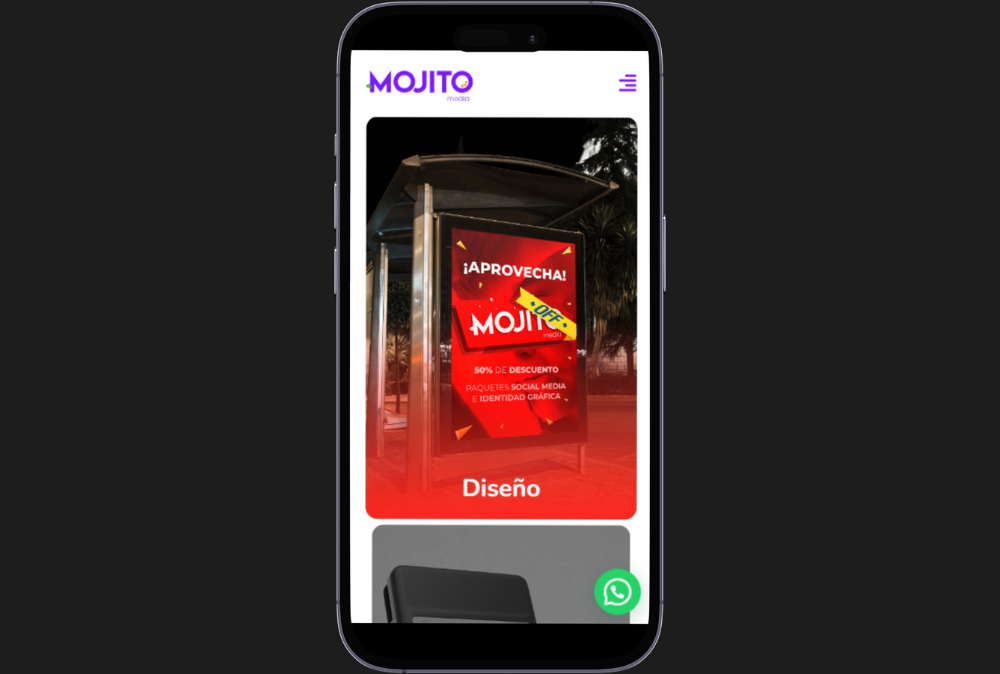 MOJITO
media
¡APROVECHA!
OFF
MOJITO
media
50% DE DESCUENTO
PAQUETES SOCIAL MEDIA
E IDENTIDAD GRÁFICA
Diseño